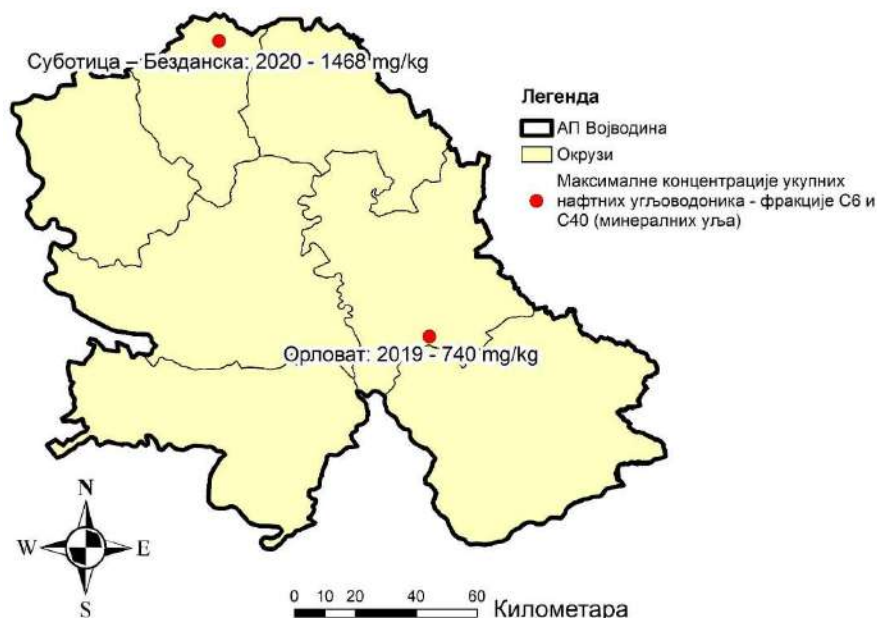 Суботица – Безданска: 2020 - 1468 mg/kg
Легенда
АП Војводина
Окрузи
Максималне концентрације укупних
нафтних угљоводоника - фракције C6 и
C40 (минералних уља)
Орловат: 2019 - 740 mg/kg
N
W E
S
0 10 20 40 60
Километара